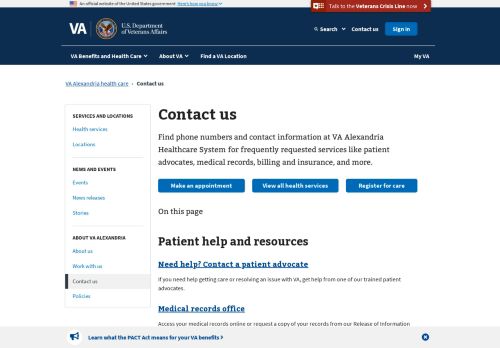 An official website of the United States government Here's how you know
Talk to the Veterans Crisis Line now
VA
U.S. Department
of Veterans Affairs
Search
Contact us
Sign in
VA Benefits and Health Care
About VA
Find a VA Location
My VA
VA Alexandria health care › Contact us
SERVICES AND LOCATIONS
Health services
Locations
NEWS AND EVENTS
Events
News releases
Stories
ABOUT VA ALEXANDRIA
About us
Work with us
Contact us
Policies
Contact us
Find phone numbers and contact information at VA Alexandria
Healthcare System for frequently requested services like patient
advocates, medical records, billing and insurance, and more.
Make an appointment
View all health services
Register for care
On this page
Patient help and resources
Need help? Contact a patient advocate
If you need help getting care or resolving an issue with VA, get help from one of our trained patient
advocates.
Medical records office
Access your medical records online or request a copy of your records from our Release of Information
Learn what the PACT Act means for your VA benefits